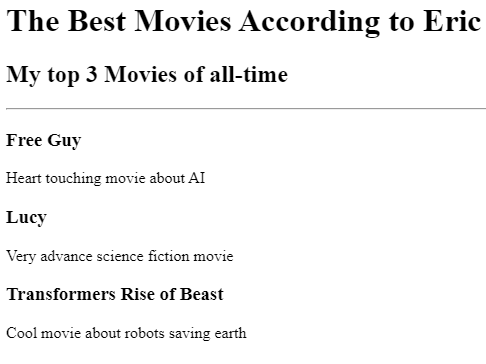 The Best Movies According to Eric
My top 3 Movies of all-time
Free Guy
Heart touching movie about AI
Lucy
Very advance science fiction movie
Transformers Rise of Beast
Cool movie about robots saving earth